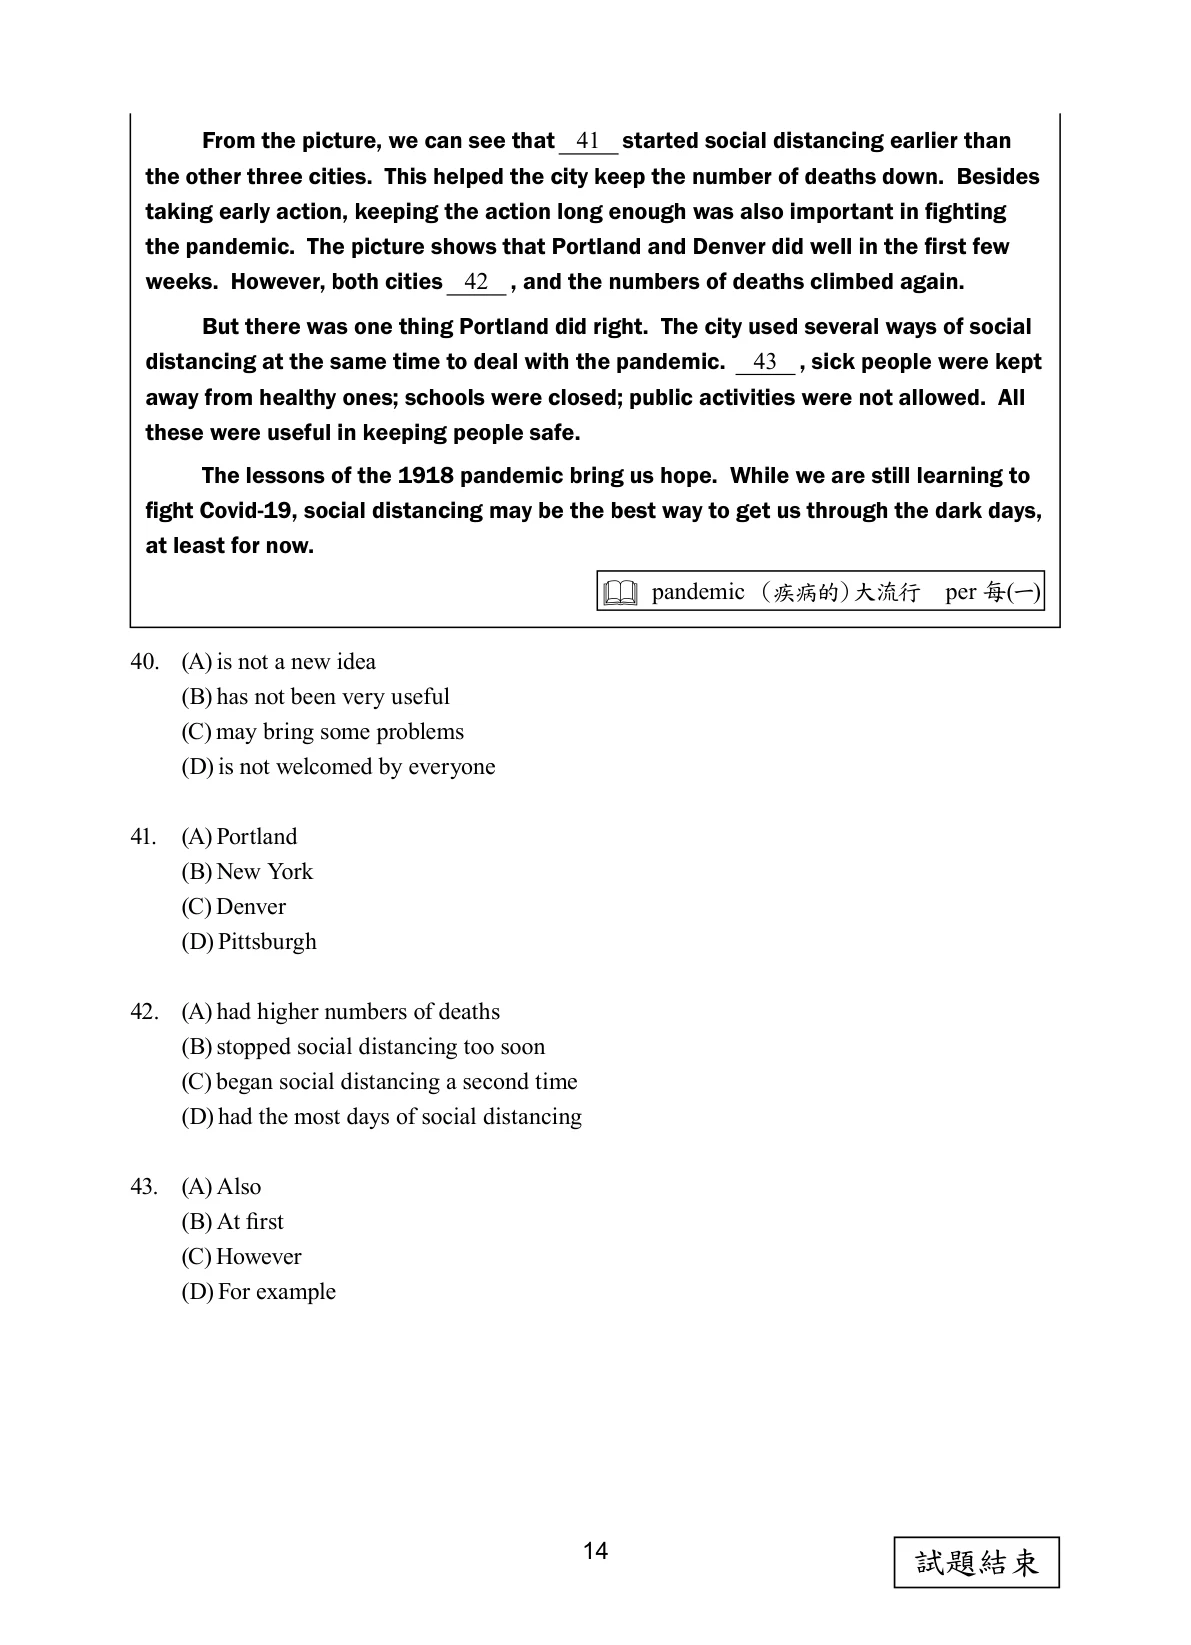 From the picture, we can see that 41 started social distancing earlier than
the other three cities. This helped the city keep the number of deaths down. Besides
taking early action, keeping the action long enough was also important in fighting
the pandemic. The picture shows that Portland and Denver did well in the first few
weeks. However, both cities 42 , and the numbers of deaths climbed again.
But there was one thing Portland did right. The city used several ways of social
distancing at the same time to deal with the pandemic. 43 , sick people were kept
away from healthy ones; schools were closed; public activities were not allowed. All
these were useful in keeping people safe.
The lessons of the 1918 pandemic bring us hope. While we are still learning to
fight Covid-19, social distancing may be the best way to get us through the dark days,
at least for now.
pandemic （疾病的）大流行 per 每(一)
40. (A) is not a new idea
(B) has not been very useful
(C) may bring some problems
(D) is not welcomed by everyone
41. (A) Portland
(B) New York
(C) Denver
(D) Pittsburgh
42. (A) had higher numbers of deaths
(B) stopped social distancing too soon
(C) began social distancing a second time
(D) had the most days of social distancing
43. (A) Also
(B) At first
(C) However
(D) For example
14
試題結束